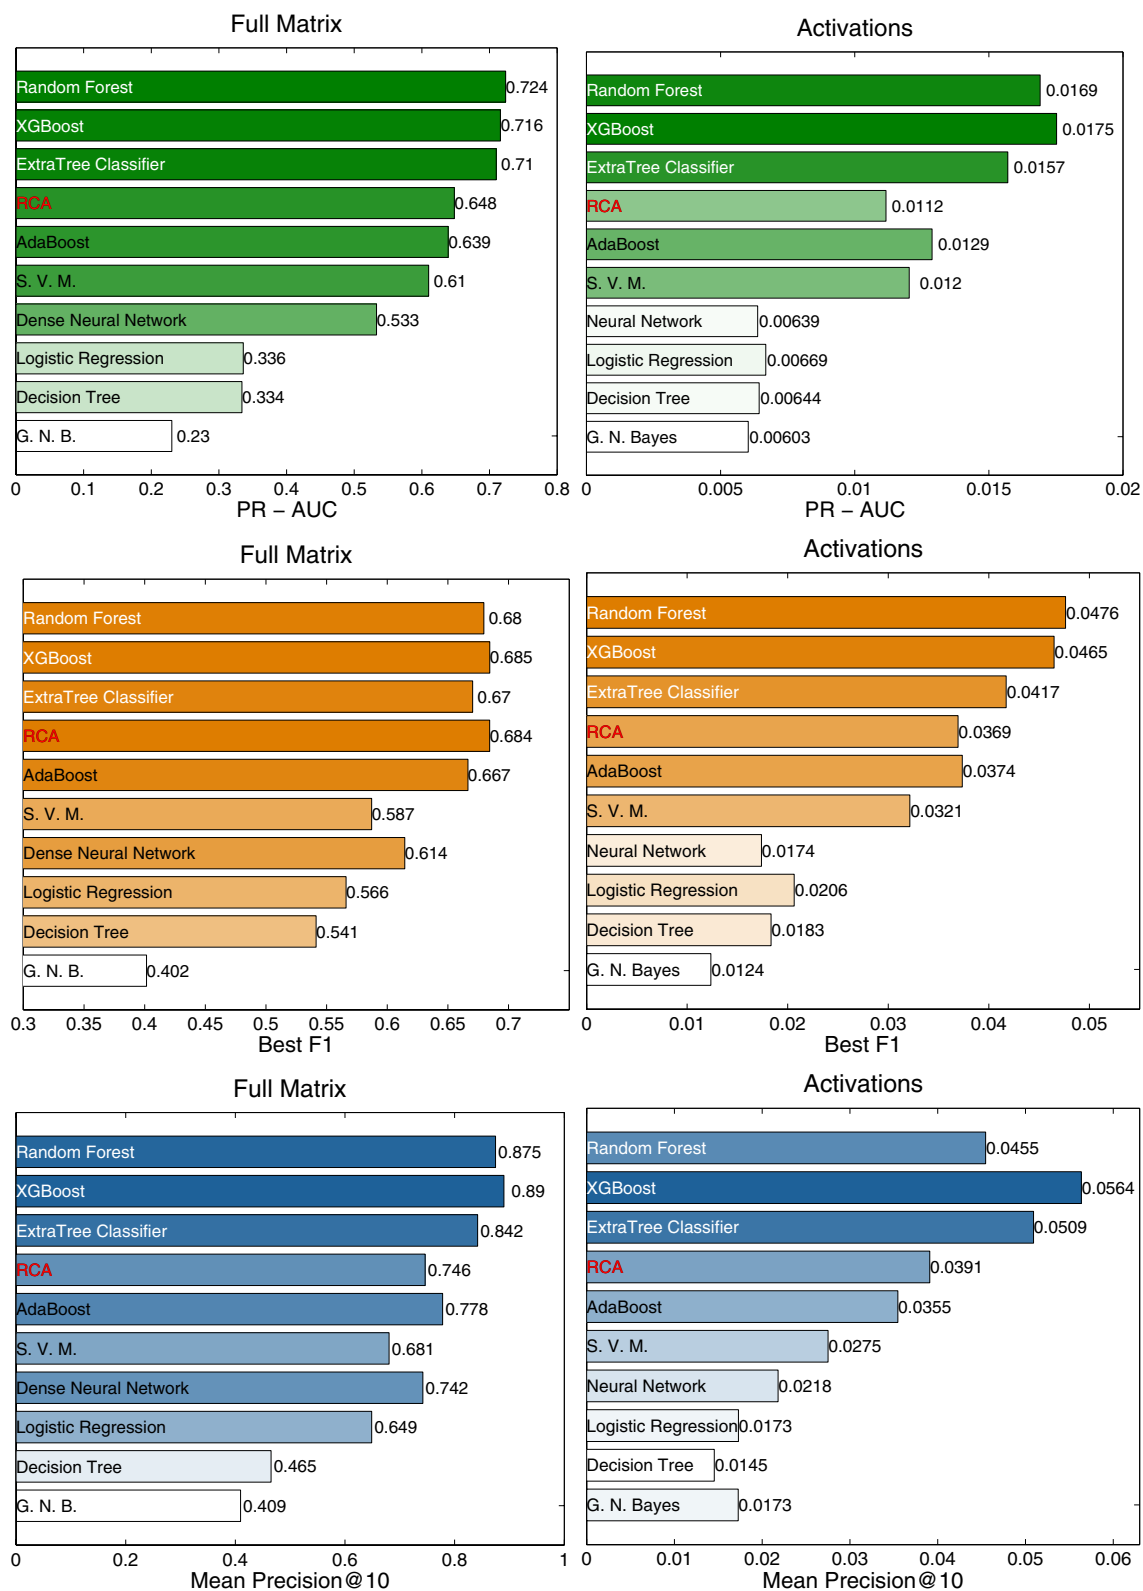 Full Matrix
Random Forest 0.724
XGBoost 0.716
ExtraTree Classifier 0.71
RCA 0.648
AdaBoost 0.639
S. V. M. 0.61
Dense Neural Network 0.533
Logistic Regression 0.336
Decision Tree 0.334
G. N. B. 0.23
0 0.1 0.2 0.3 0.4 0.5 0.6 0.7 0.8
PR – AUC
Activations
Random Forest 0.0169
XGBoost 0.0175
ExtraTree Classifier 0.0157
RCA 0.0112
AdaBoost 0.0129
S. V. M. 0.012
Neural Network 0.00639
Logistic Regression 0.00669
Decision Tree 0.00644
G. N. Bayes 0.00603
0 0.005 0.01 0.015 0.02
PR – AUC
Full Matrix
Random Forest 0.68
XGBoost 0.685
ExtraTree Classifier 0.67
RCA 0.684
AdaBoost 0.667
S. V. M. 0.587
Dense Neural Network 0.614
Logistic Regression 0.566
Decision Tree 0.541
G. N. B. 0.402
0.3 0.35 0.4 0.45 0.5 0.55 0.6 0.65 0.7
Best F1
Activations
Random Forest 0.0476
XGBoost 0.0465
ExtraTree Classifier 0.0417
RCA 0.0369
AdaBoost 0.0374
S. V. M. 0.0321
Neural Network 0.0174
Logistic Regression 0.0206
Decision Tree 0.0183
G. N. Bayes 0.0124
0 0.01 0.02 0.03 0.04 0.05
Best F1
Full Matrix
Random Forest 0.875
XGBoost 0.89
ExtraTree Classifier 0.842
RCA 0.746
AdaBoost 0.778
S. V. M. 0.681
Dense Neural Network 0.742
Logistic Regression 0.649
Decision Tree 0.465
G. N. B. 0.409
0 0.2 0.4 0.6 0.8 1
Mean Precision@10
Activations
Random Forest 0.0455
XGBoost 0.0564
ExtraTree Classifier 0.0509
RCA 0.0391
AdaBoost 0.0355
S. V. M. 0.0275
Neural Network 0.0218
Logistic Regression 0.0173
Decision Tree 0.0145
G. N. Bayes 0.0173
0 0.01 0.02 0.03 0.04 0.05 0.06
Mean Precision@10